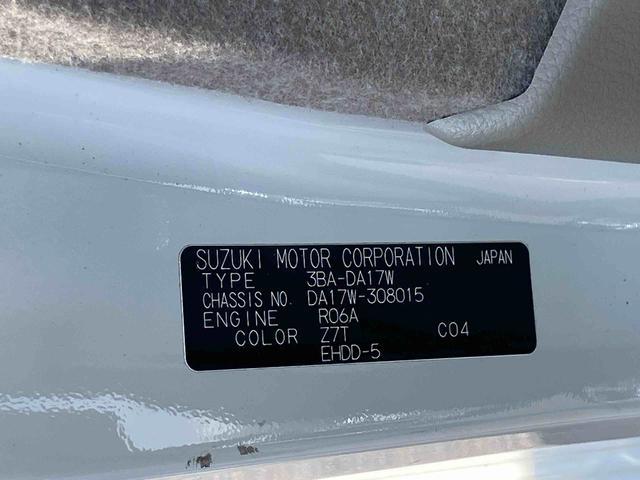 SUZUKI MOTOR CORPORATION JAPAN
TYPE 3BA-DA17W
CHASSIS NO. DA17W-308015
ENGINE R06A
COLOR Z7T C04
EHDD-5